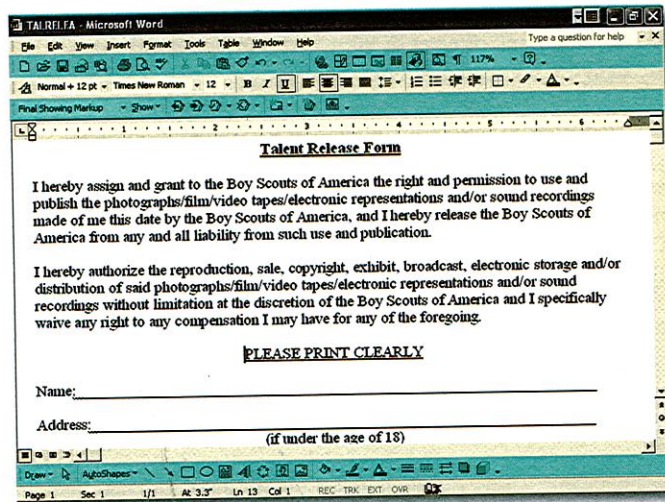 TALRELFA - Microsoft Word
File Edit View Insert Format Tools Table Window Help Type a question for help
117%
Normal + 12 pt Times New Roman 12 B I U
Final Showing Markup Show
1 2 3 4 5 6
Talent Release Form
I hereby assign and grant to the Boy Scouts of America the right and permission to use and
publish the photographs/film/video tapes/electronic representations and/or sound recordings
made of me this date by the Boy Scouts of America, and I hereby release the Boy Scouts of
America from any and all liability from such use and publication.
I hereby authorize the reproduction, sale, copyright, exhibit, broadcast, electronic storage and/or
distribution of said photographs/film/video tapes/electronic representations and/or sound
recordings without limitation at the discretion of the Boy Scouts of America and I specifically
waive any right to any compensation I may have for any of the foregoing.
PLEASE PRINT CLEARLY
Name:
Address:
(if under the age of 18)
Draw AutoShapes
Page 1 Sec 1 1/1 At 3.3" Ln 13 Col 1 REC TRK EXT OVR